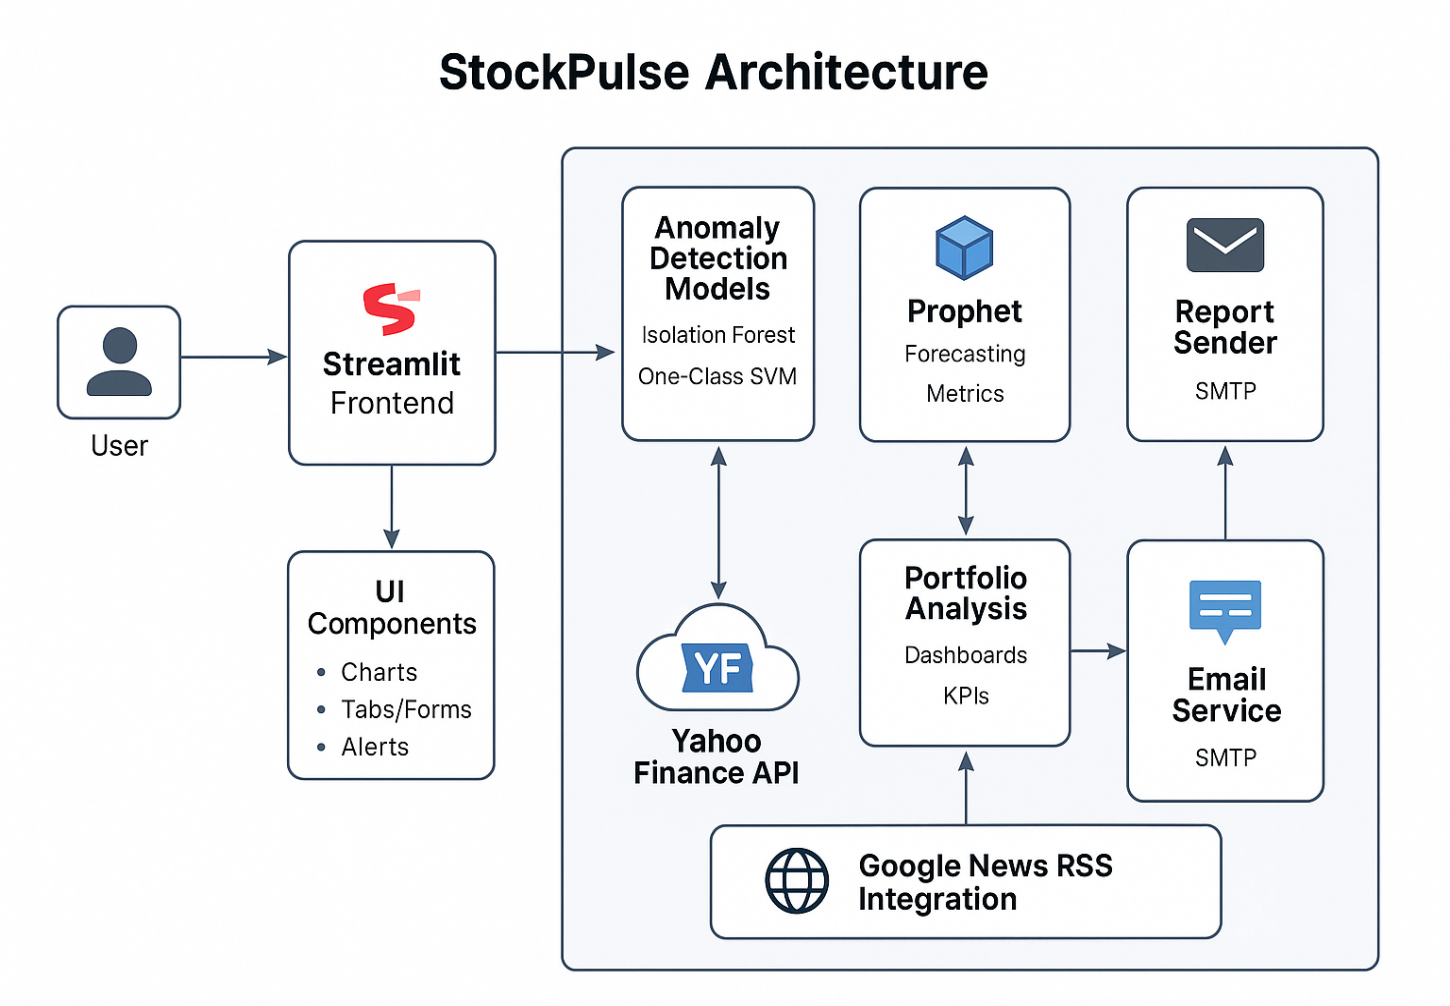 StockPulse Architecture
User
Streamlit
Frontend
UI
Components
• Charts
• Tabs/Forms
• Alerts
Anomaly
Detection
Models
Isolation Forest
One-Class SVM
YF
Yahoo
Finance API
Prophet
Forecasting
Metrics
Portfolio
Analysis
Dashboards
KPIs
Report
Sender
SMTP
Email
Service
SMTP
Google News RSS
Integration